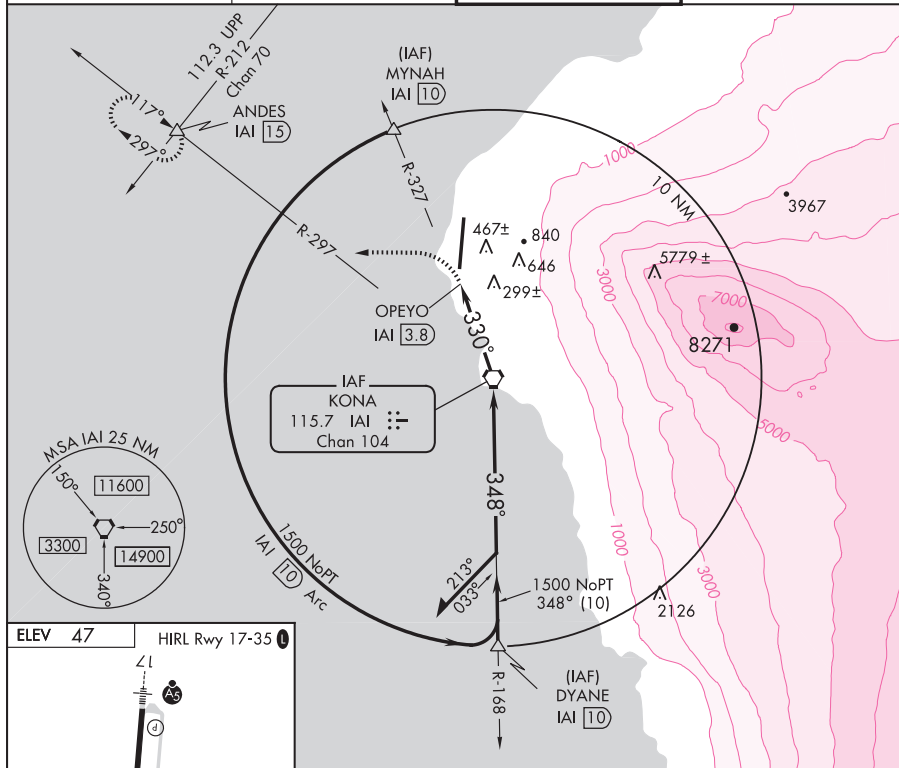 112.3 UPP
R-212
Chan 70
(IAF)
MYNAH
IAI 10
ANDES
IAI 15
117°
297°
R-327
R-297
1000
10 NM
3967
467±
840
646
299±
3000
5779±
7000
8271
OPEYO
IAI 3.8
330°
IAF
KONA
115.7 IAI
Chan 104
5000
MSA IAI 25 NM
150°
11600
250°
3300
14900
340°
348°
1500 NoPT
IAI 10 Arc
213°
033°
1500 NoPT
348° (10)
1000
3000
2126
R-168
(IAF)
DYANE
IAI 10
ELEV 47
HIRL Rwy 17-35 L
17
A5
P